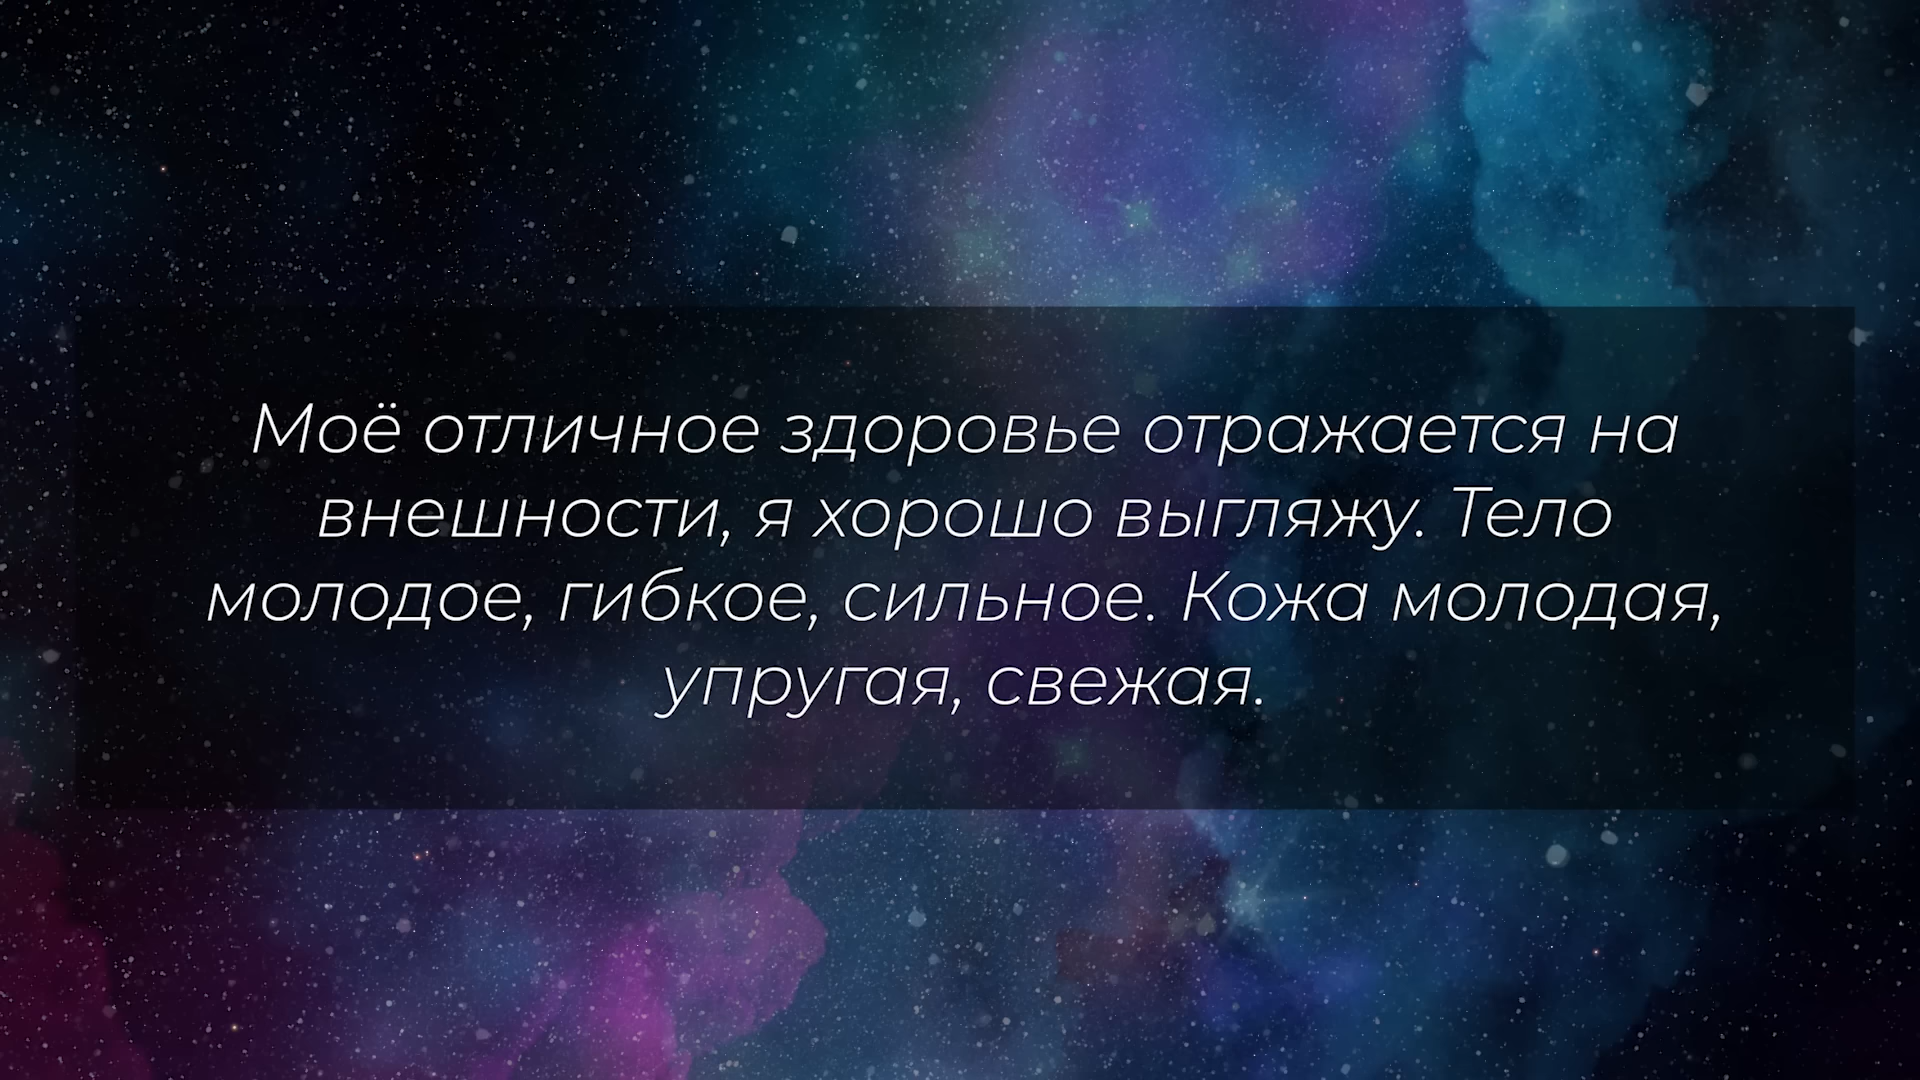 Моё отличное здоровье отражается на
внешности, я хорошо выгляжу. Тело
молодое, гибкое, сильное. Кожа молодая,
упругая, свежая.